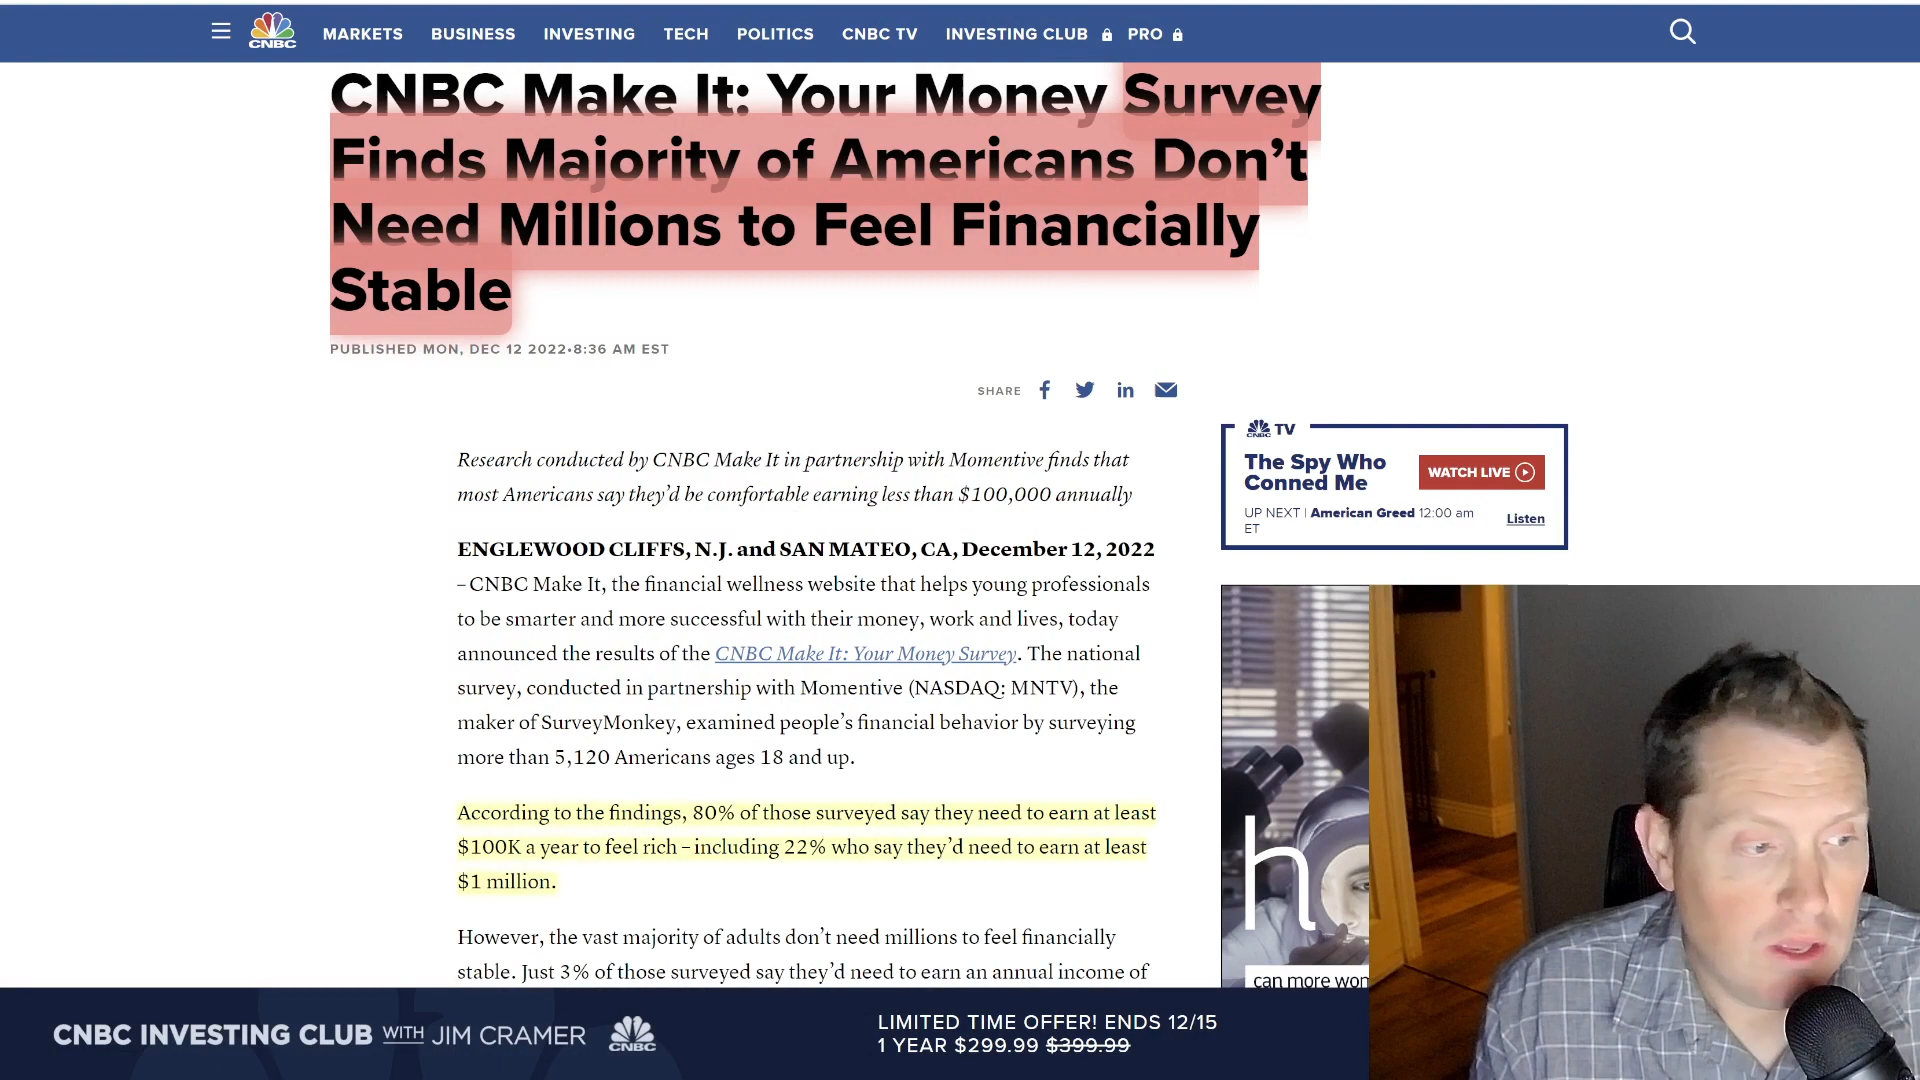 CNBC
MARKETS BUSINESS INVESTING TECH POLITICS CNBC TV INVESTING CLUB PRO
CNBC Make It: Your Money Survey
Finds Majority of Americans Don’t
Need Millions to Feel Financially
Stable
PUBLISHED MON, DEC 12 2022•8:36 AM EST
SHARE
Research conducted by CNBC Make It in partnership with Momentive finds that
most Americans say they’d be comfortable earning less than $100,000 annually
ENGLEWOOD CLIFFS, N.J. and SAN MATEO, CA, December 12, 2022
– CNBC Make It, the financial wellness website that helps young professionals
to be smarter and more successful with their money, work and lives, today
announced the results of the CNBC Make It: Your Money Survey. The national
survey, conducted in partnership with Momentive (NASDAQ: MNTV), the
maker of SurveyMonkey, examined people’s financial behavior by surveying
more than 5,120 Americans ages 18 and up.
According to the findings, 80% of those surveyed say they need to earn at least
$100K a year to feel rich – including 22% who say they’d need to earn at least
$1 million.
However, the vast majority of adults don’t need millions to feel financially
stable. Just 3% of those surveyed say they’d need to earn an annual income of
CNBC TV
The Spy Who
Conned Me
WATCH LIVE
UP NEXT | American Greed 12:00 am
ET
Listen
h
can more wom
CNBC INVESTING CLUB WITH JIM CRAMER
CNBC
LIMITED TIME OFFER! ENDS 12/15
1 YEAR $299.99 $399.99